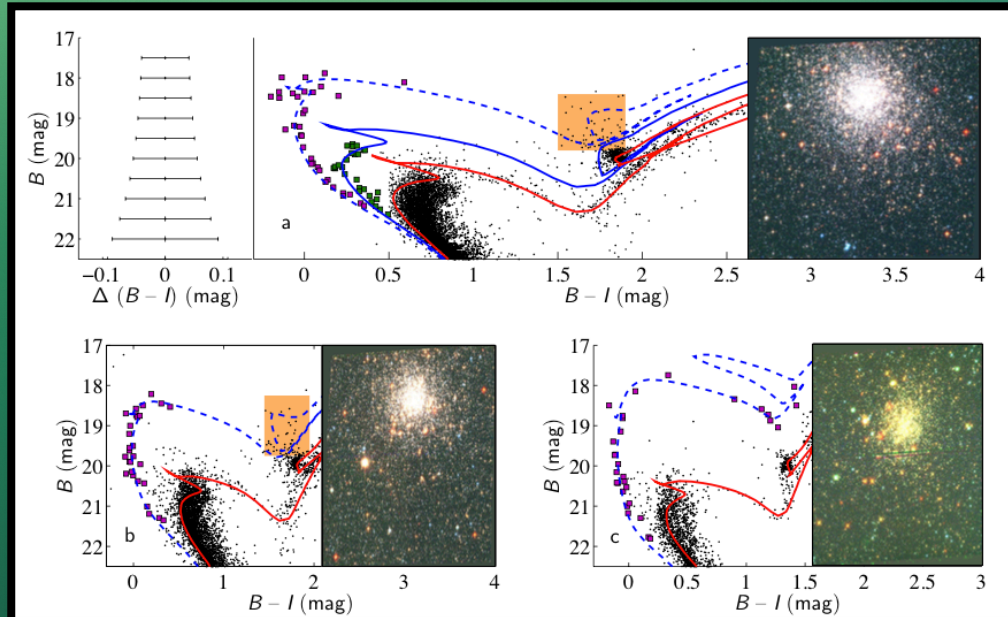 17
18
19
20
21
22
B (mag)
−0.1 0 0.1
Δ (B – I) (mag)
a
0 0.5 1 1.5 2 2.5 3 3.5 4
B – I (mag)
17
18
19
20
21
22
B (mag)
b
0 1 2 3 4
B – I (mag)
17
18
19
20
21
22
B (mag)
c
0 0.5 1 1.5 2 2.5 3
B – I (mag)